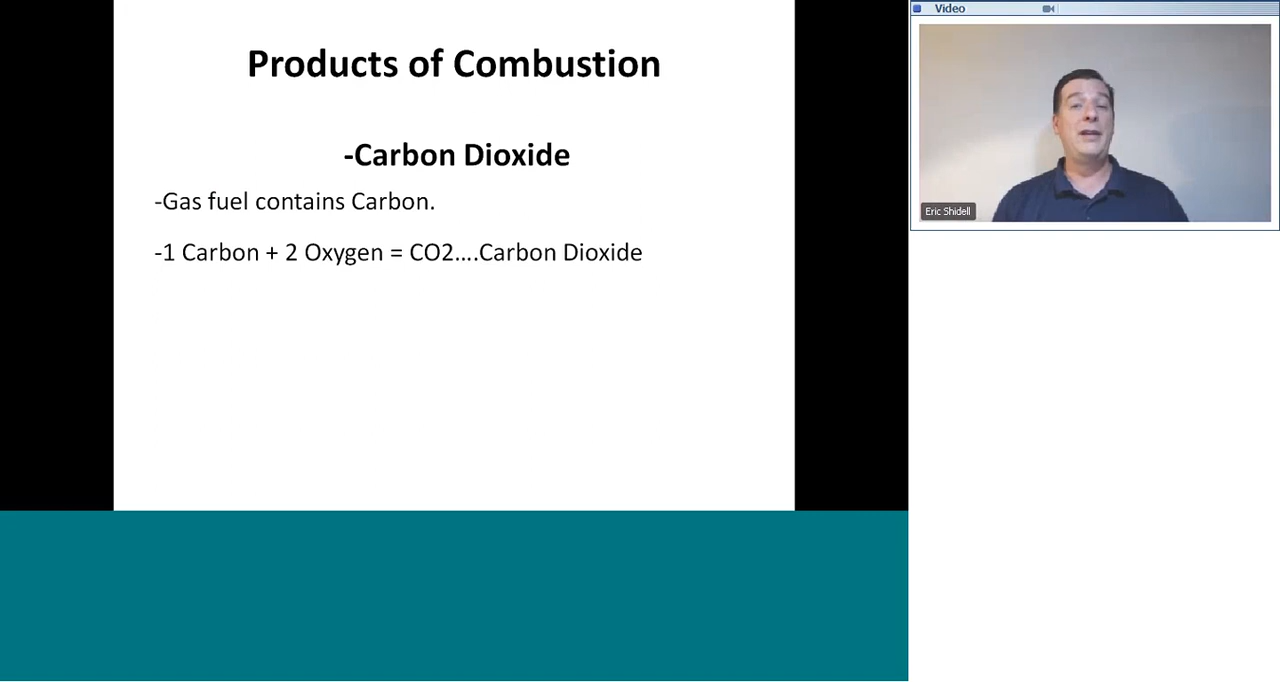 Products of Combustion
-Carbon Dioxide
-Gas fuel contains Carbon.
-1 Carbon + 2 Oxygen = CO2....Carbon Dioxide
Video
Eric Shidell